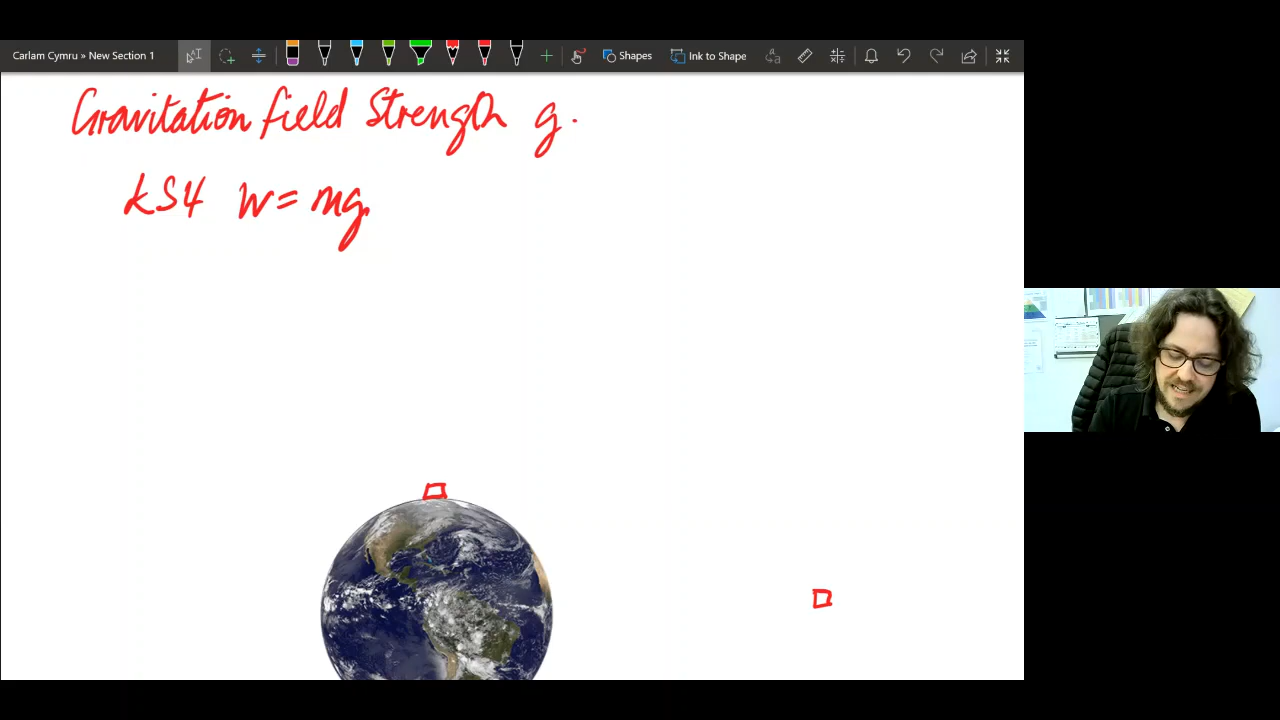 Carlam Cymru » New Section 1
Shapes
Ink to Shape
Gravitation field Strength g.
KS4 W = mg.